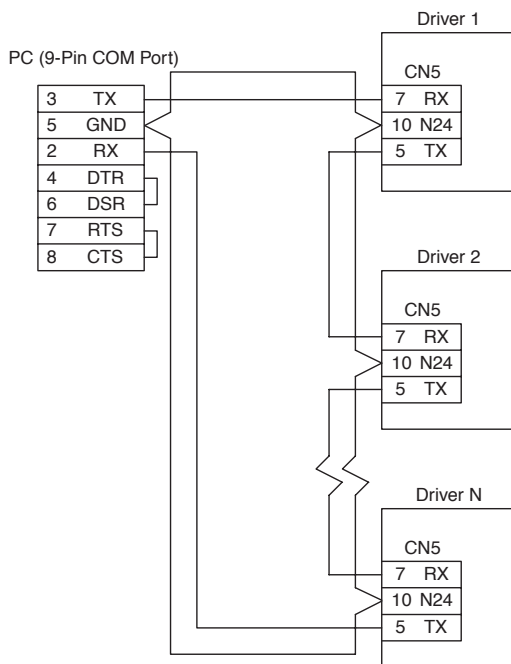 Driver 1
PC (9-Pin COM Port)
CN5
3 TX
5 GND
2 RX
4 DTR
6 DSR
7 RTS
8 CTS
7 RX
10 N24
5 TX
Driver 2
CN5
7 RX
10 N24
5 TX
Driver N
CN5
7 RX
10 N24
5 TX